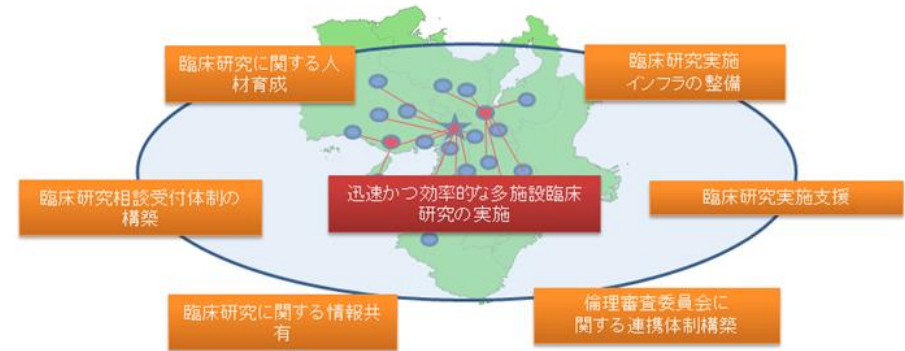 臨床研究に関する人
材育成
臨床研究実施
インフラの整備
臨床研究相談受付体制の
構築
迅速かつ効率的な多施設臨床
研究の実施
臨床研究実施支援
臨床研究に関する情報共
有
倫理審査委員会に
関する連携体制構築